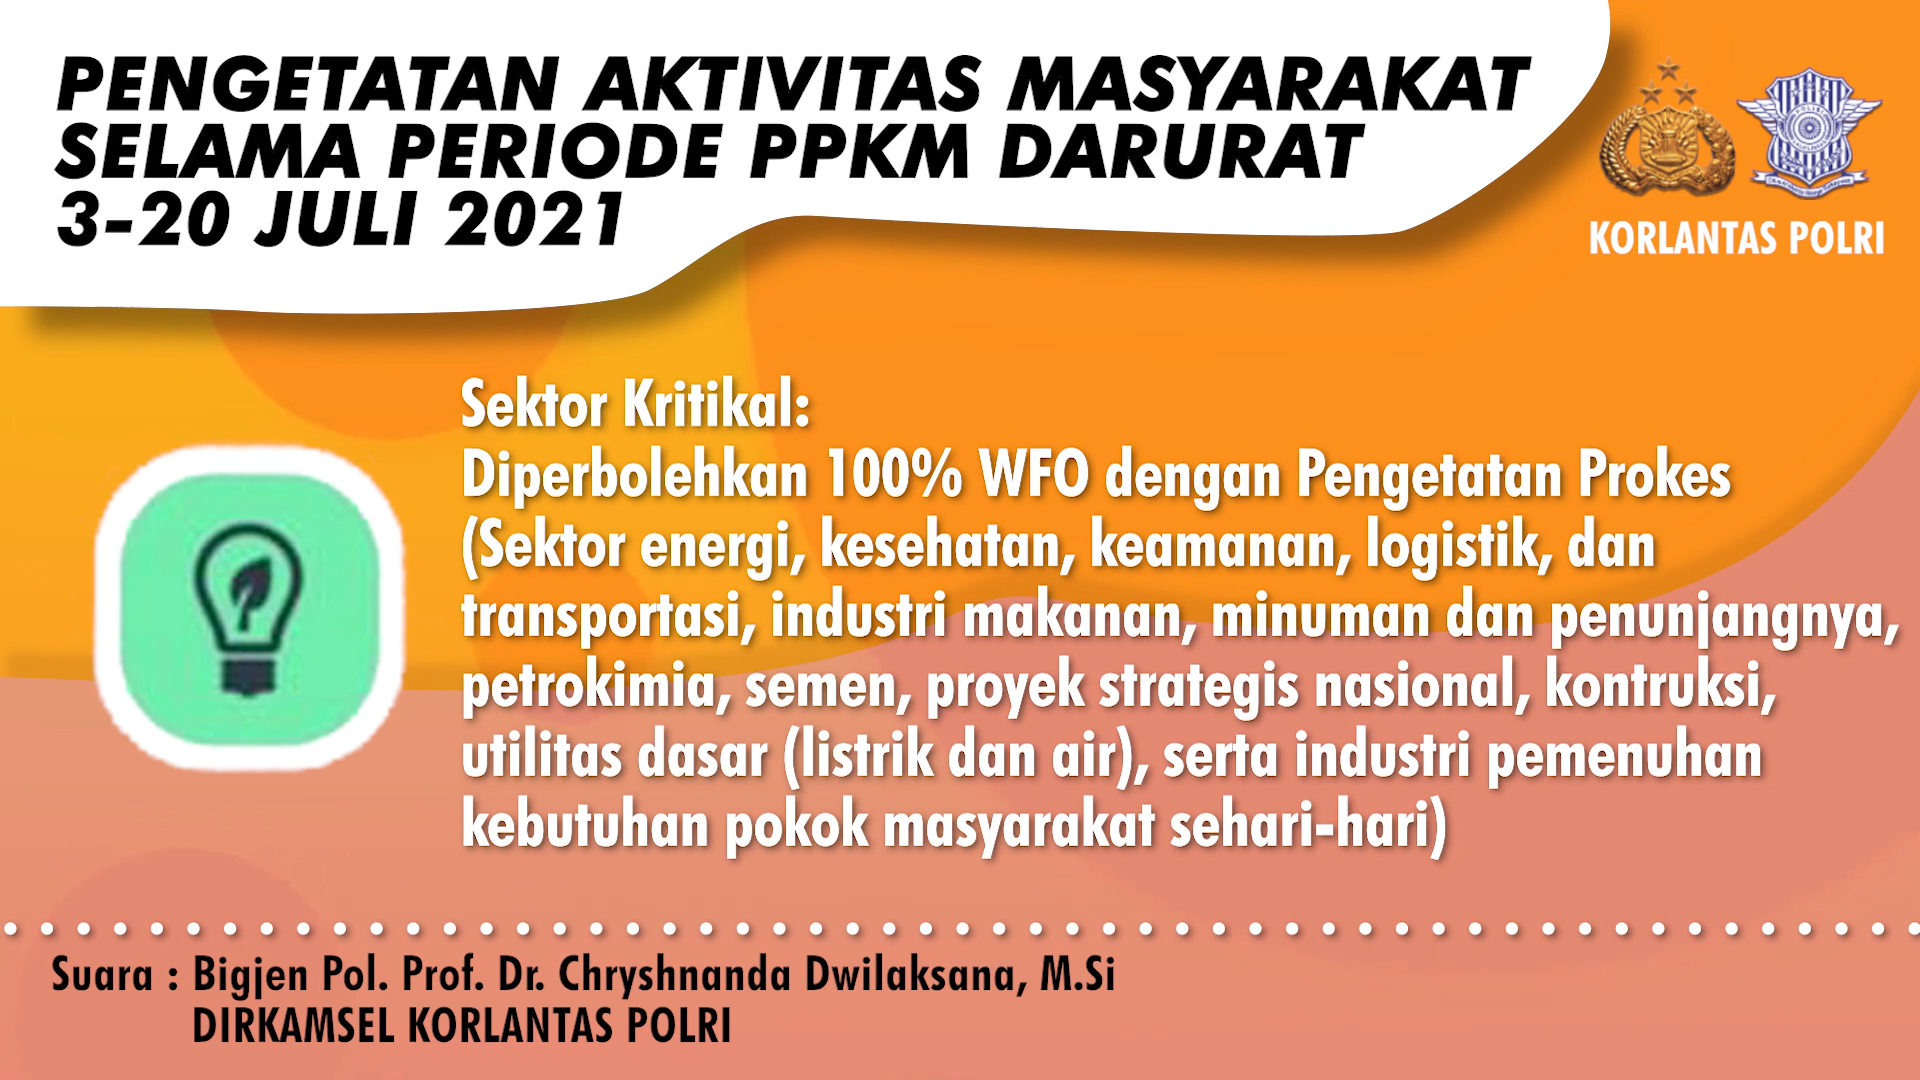 PENGETATAN AKTIVITAS MASYARAKAT
SELAMA PERIODE PPKM DARURAT
3-20 JULI 2021
KORLANTAS POLRI
Sektor Kritikal:
Diperbolehkan 100% WFO dengan Pengetatan Prokes
(Sektor energi, kesehatan, keamanan, logistik, dan
transportasi, industri makanan, minuman dan penunjangnya,
petrokimia, semen, proyek strategis nasional, kontruksi,
utilitas dasar (listrik dan air), serta industri pemenuhan
kebutuhan pokok masyarakat sehari-hari)
Suara : Bigjen Pol. Prof. Dr. Chryshnanda Dwilaksana, M.Si
DIRKAMSEL KORLANTAS POLRI